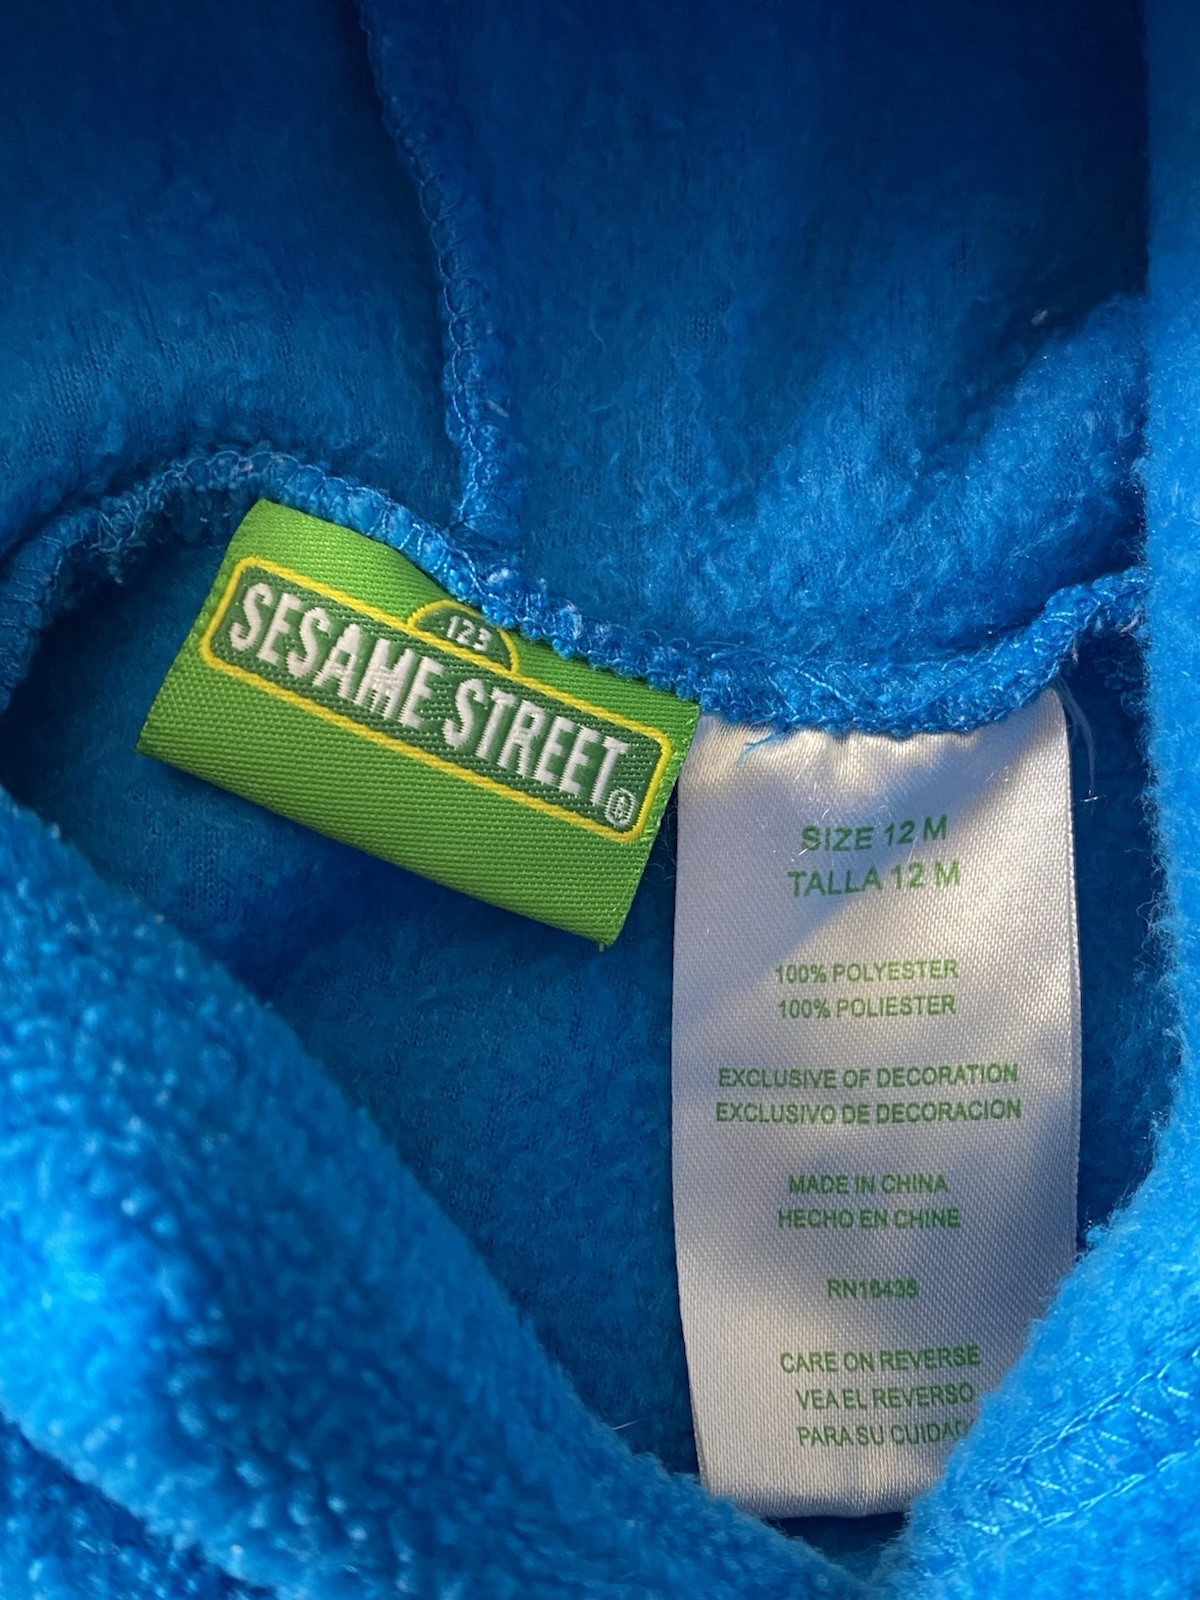 123
SESAME STREET®
SIZE 12 M
TALLA 12 M
100% POLYESTER
100% POLIESTER
EXCLUSIVE OF DECORATION
EXCLUSIVO DE DECORACION
MADE IN CHINA
HECHO EN CHINE
RN16435
CARE ON REVERSE
VEA EL REVERSO
PARA SU CUIDADO